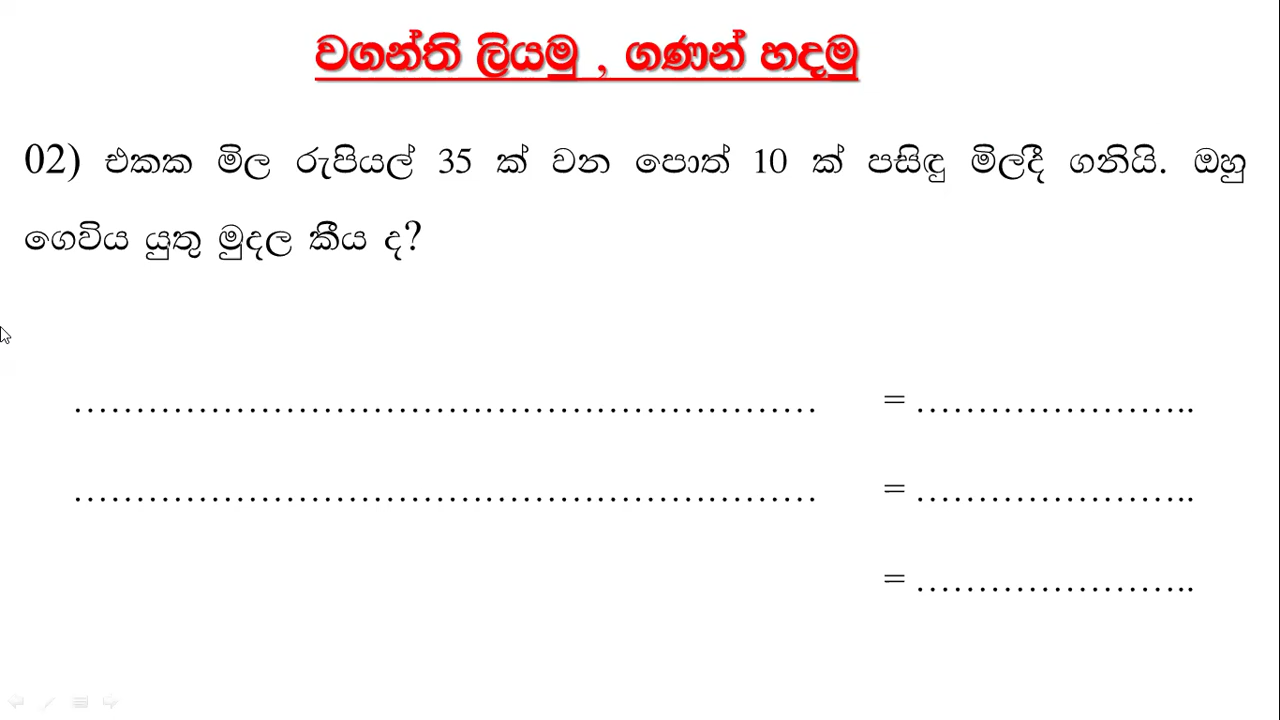 වගන්ති ලියමු , ගණන් හදමු
02) එකක මිල රුපියල් 35 ක් වන පොත් 10 ක් පසිඳු මිලදී ගනියි. ඔහු
ගෙවිය යුතු මුදල කීය ද?
…………………………………………………………… = ……………………..
…………………………………………………………… = ……………………..
= ……………………..